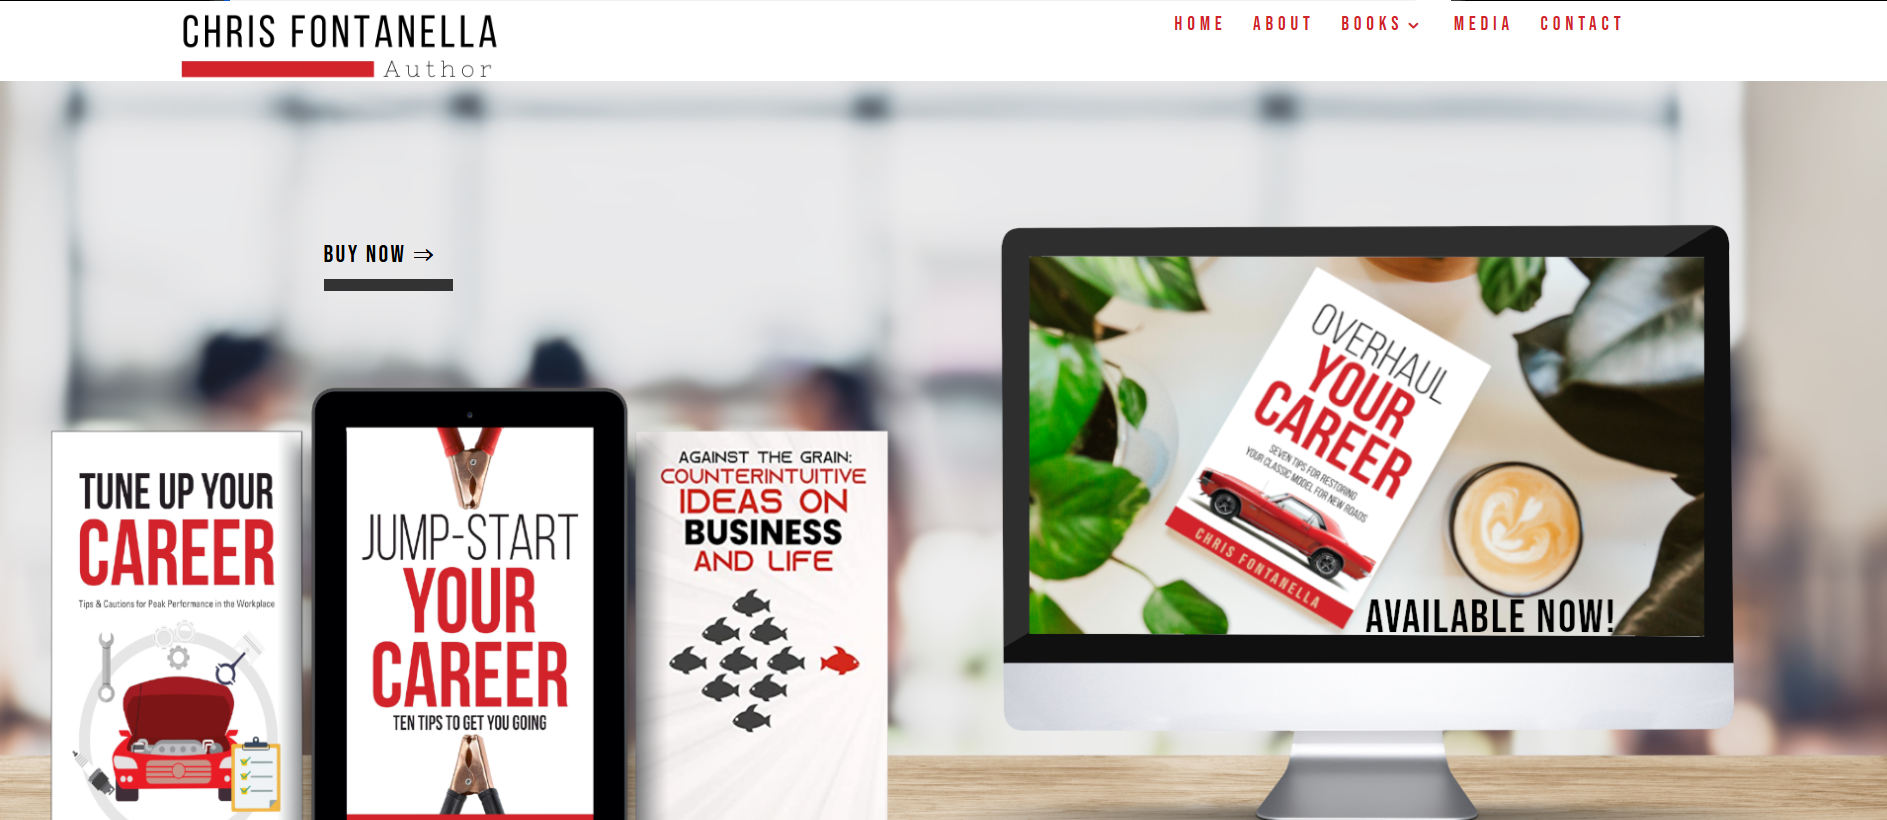 CHRIS FONTANELLA
Author
HOME ABOUT BOOKS MEDIA CONTACT
BUY NOW ⇒
TUNE UP YOUR
CAREER
Tips & Cautions for Peak Performance in the Workplace
JUMP-START
YOUR
CAREER
TEN TIPS TO GET YOU GOING
AGAINST THE GRAIN:
COUNTERINTUITIVE
IDEAS ON
BUSINESS
AND LIFE
OVERHAUL
YOUR
CAREER
SEVEN TIPS FOR RESTORING
YOUR CLASSIC MODEL FOR NEW ROADS
CHRIS FONTANELLA
AVAILABLE NOW!